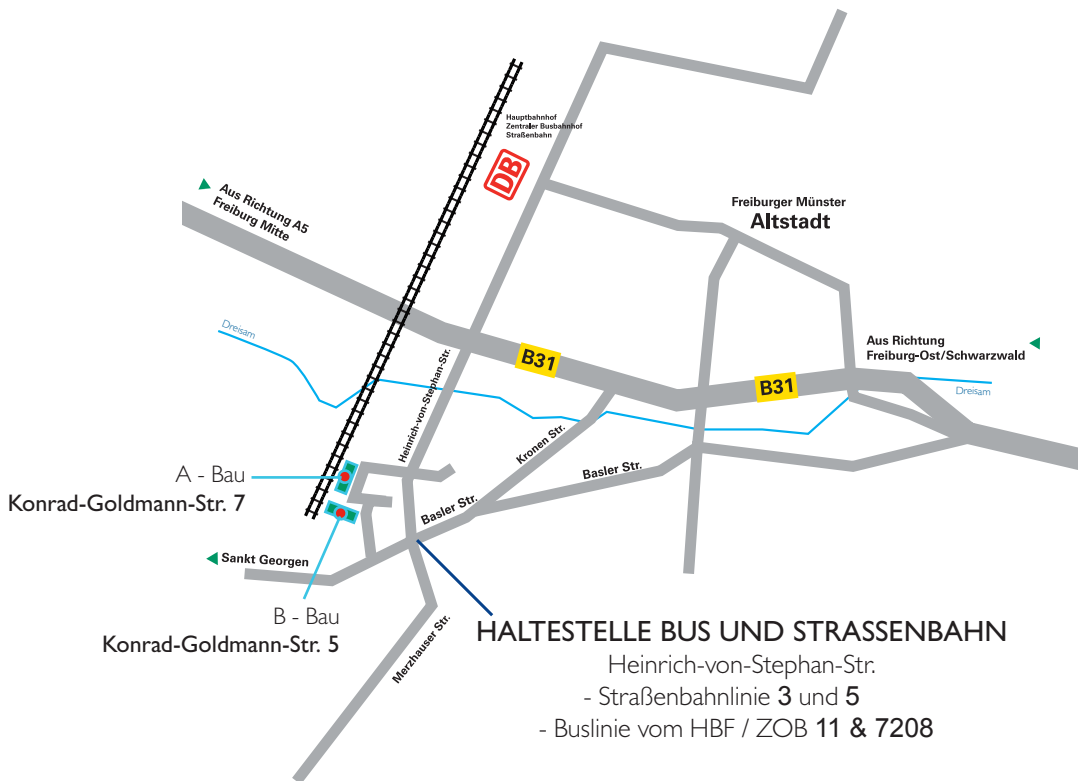 Hauptbahnhof
Zentraler Busbahnhof
Straßenbahn
DB
Aus Richtung A5
Freiburg Mitte
Freiburger Münster
Altstadt
Dreisam
Heinrich-von-Stephan-Str.
B31
Aus Richtung
Freiburg-Ost/Schwarzwald
B31
Dreisam
Kronen Str.
Basler Str.
Basler Str.
A - Bau
Konrad-Goldmann-Str. 7
Sankt Georgen
B - Bau
Konrad-Goldmann-Str. 5
Merzhauser Str.
HALTESTELLE BUS UND STRASSENBAHN
Heinrich-von-Stephan-Str.
- Straßenbahnlinie 3 und 5
- Buslinie vom HBF / ZOB 11 & 7208